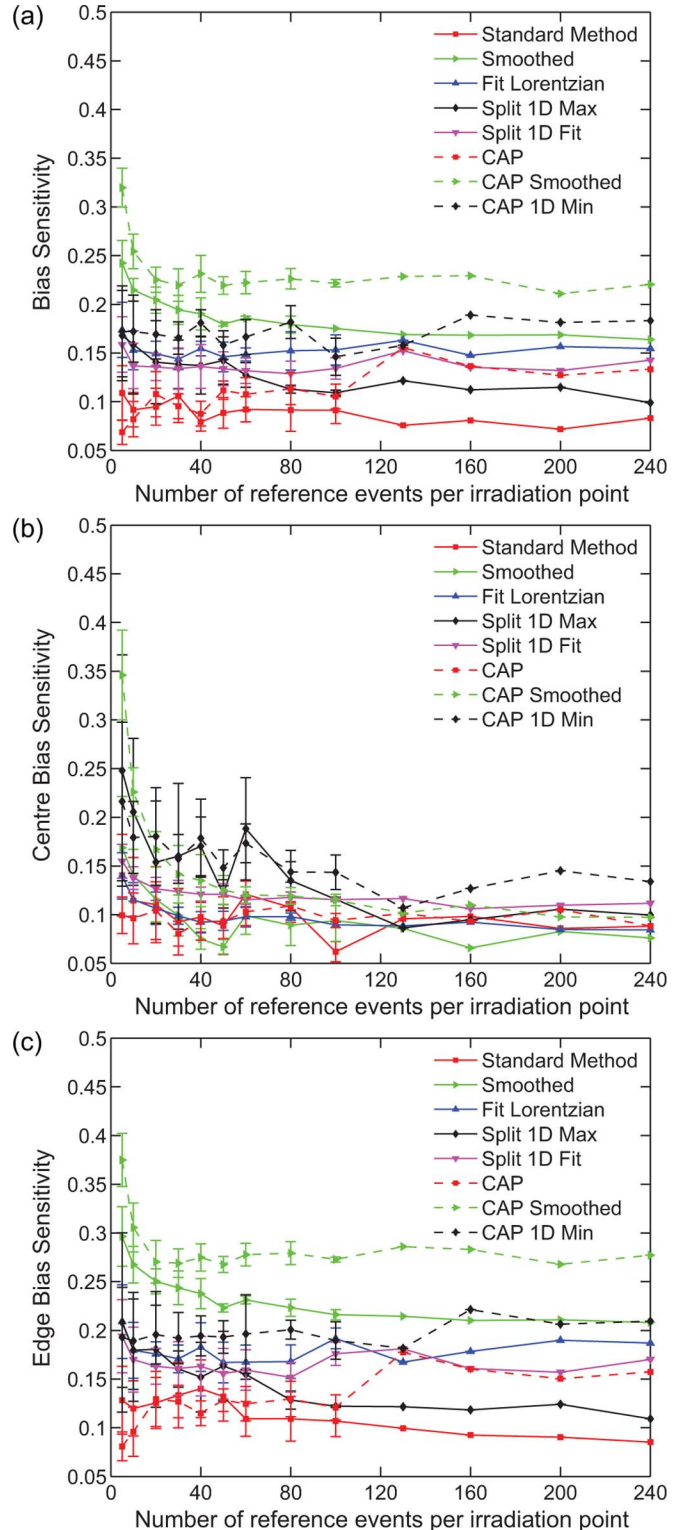 (a)
0.5
0.45
0.4
0.35
0.3
0.25
0.2
0.15
0.1
0.05
Bias Sensitivity
Standard Method
Smoothed
Fit Lorentzian
Split 1D Max
Split 1D Fit
CAP
CAP Smoothed
CAP 1D Min
0 40 80 120 160 200 240
Number of reference events per irradiation point
(b)
0.5
0.45
0.4
0.35
0.3
0.25
0.2
0.15
0.1
0.05
Centre Bias Sensitivity
Standard Method
Smoothed
Fit Lorentzian
Split 1D Max
Split 1D Fit
CAP
CAP Smoothed
CAP 1D Min
0 40 80 120 160 200 240
Number of reference events per irradiation point
(c)
0.5
0.45
0.4
0.35
0.3
0.25
0.2
0.15
0.1
0.05
Edge Bias Sensitivity
Standard Method
Smoothed
Fit Lorentzian
Split 1D Max
Split 1D Fit
CAP
CAP Smoothed
CAP 1D Min
0 40 80 120 160 200 240
Number of reference events per irradiation point